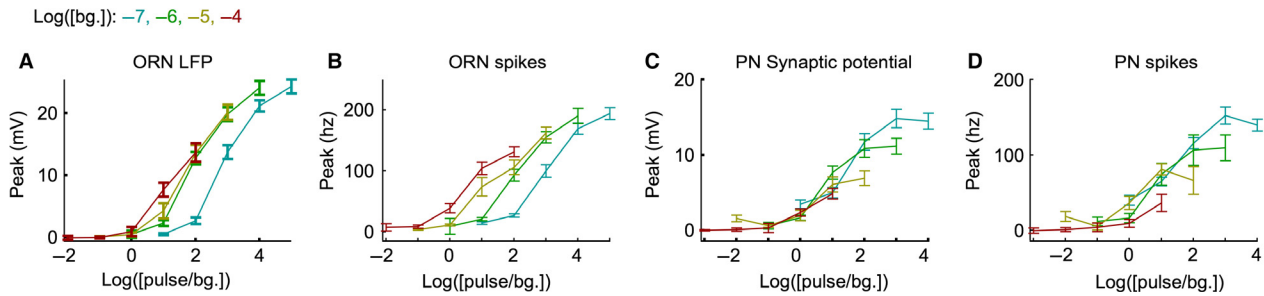 Log([bg.]): –7, –6, –5, –4
A ORN LFP
Peak (mV)
20
10
0
–2 0 2 4
Log([pulse/bg.])
B ORN spikes
Peak (hz)
200
100
0
–2 0 2 4
Log([pulse/bg.])
C PN Synaptic potential
Peak (mV)
20
10
0
–2 0 2 4
Log([pulse/bg.])
D PN spikes
Peak (hz)
200
100
0
–2 0 2 4
Log([pulse/bg.])